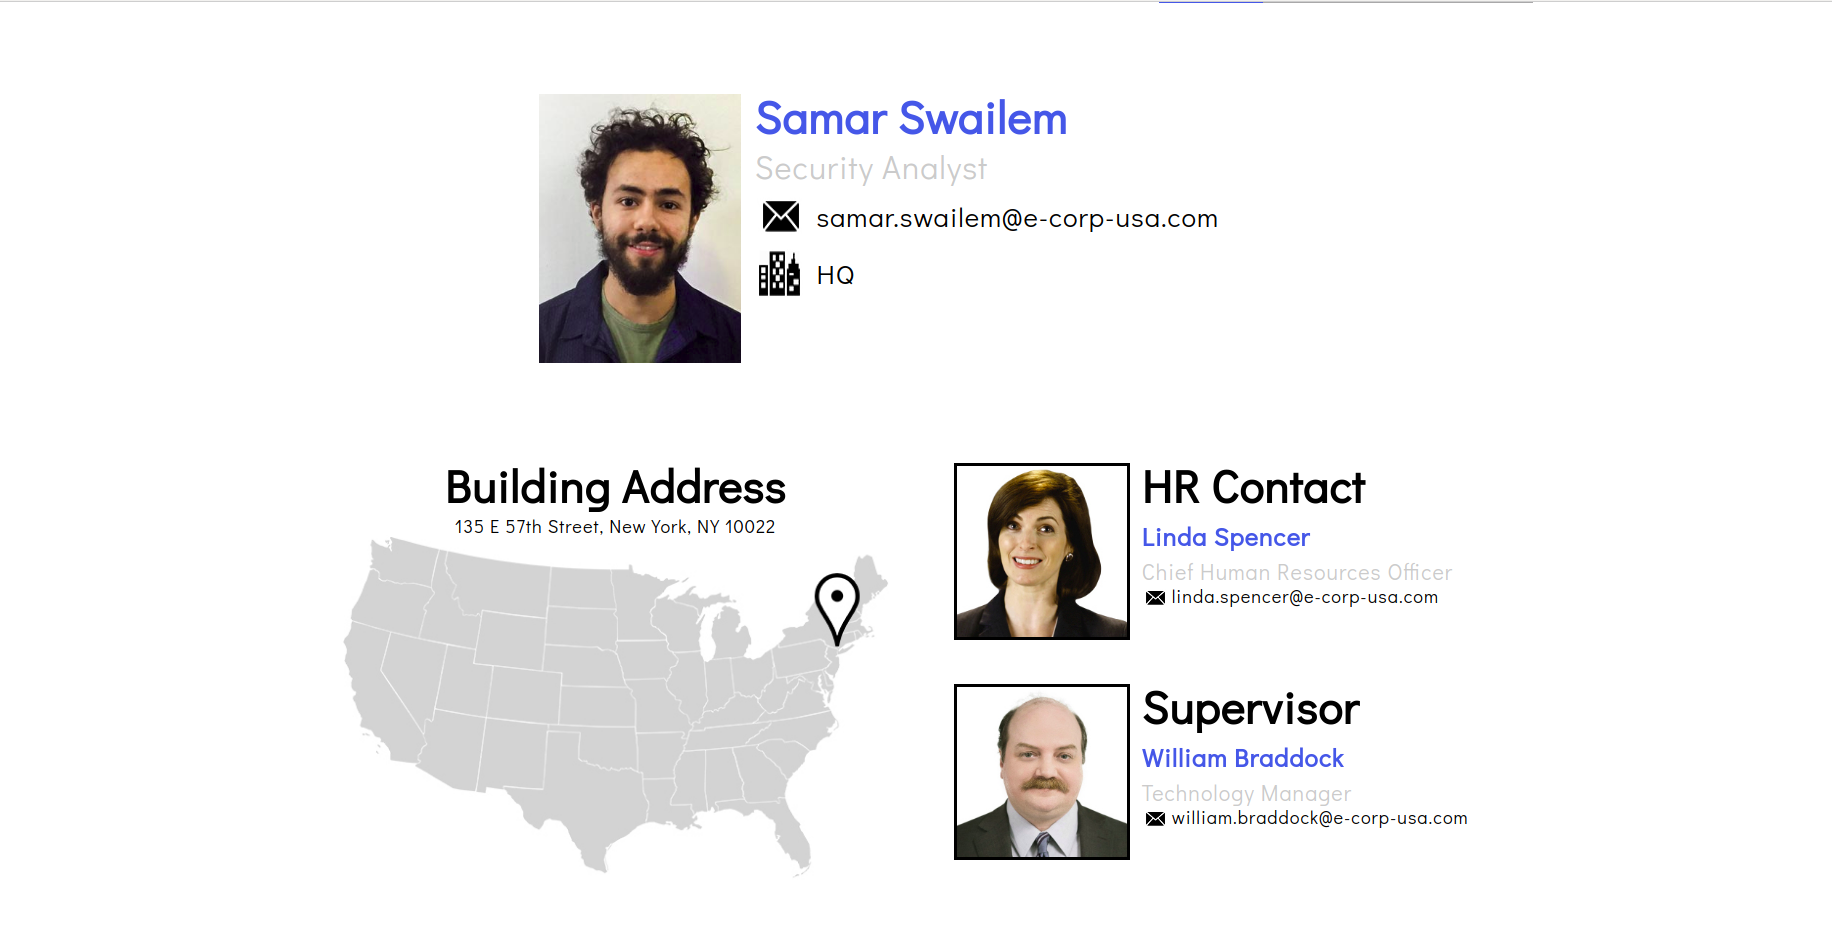 Samar Swailem
Security Analyst
samar.swailem@e-corp-usa.com
HQ
Building Address
135 E 57th Street, New York, NY 10022
HR Contact
Linda Spencer
Chief Human Resources Officer
linda.spencer@e-corp-usa.com
Supervisor
William Braddock
Technology Manager
william.braddock@e-corp-usa.com